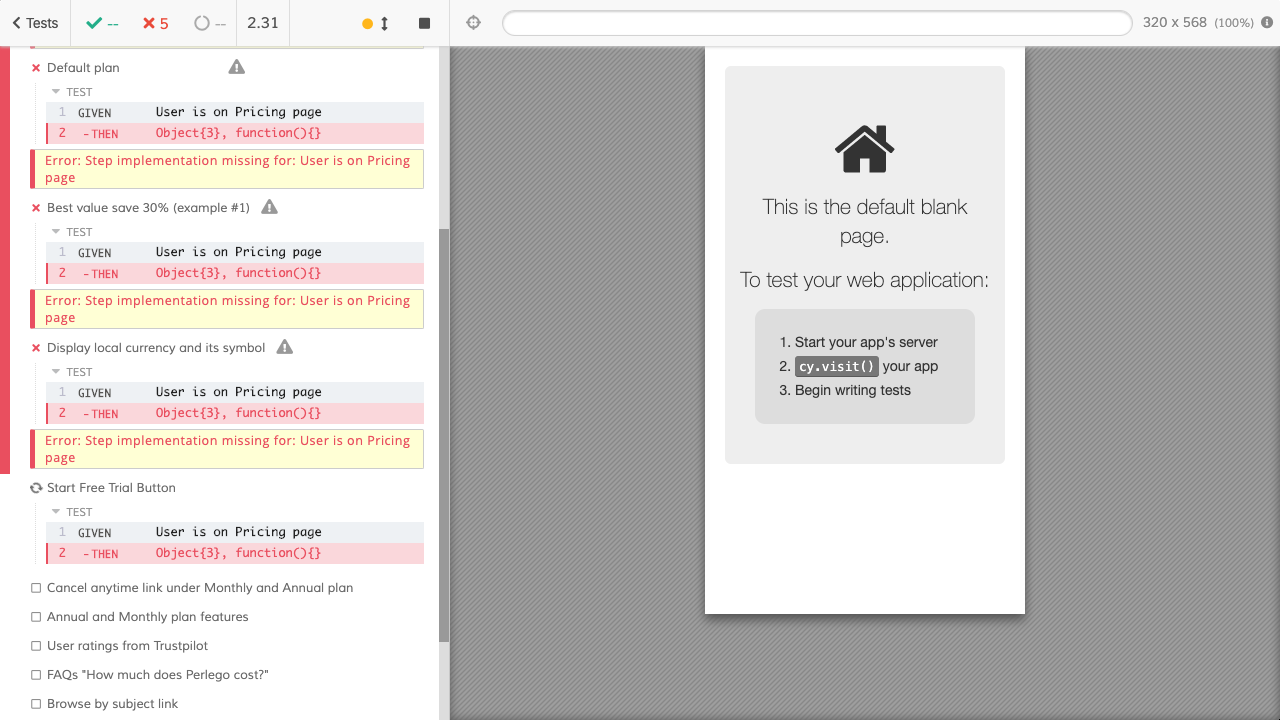 Tests
--
5
--
2.31
320 x 568 (100%)
Default plan
TEST
1 GIVEN User is on Pricing page
2 -THEN Object{3}, function(){}
Error: Step implementation missing for: User is on Pricing
page
Best value save 30% (example #1)
TEST
1 GIVEN User is on Pricing page
2 -THEN Object{3}, function(){}
Error: Step implementation missing for: User is on Pricing
page
Display local currency and its symbol
TEST
1 GIVEN User is on Pricing page
2 -THEN Object{3}, function(){}
Error: Step implementation missing for: User is on Pricing
page
Start Free Trial Button
TEST
1 GIVEN User is on Pricing page
2 -THEN Object{3}, function(){}
Cancel anytime link under Monthly and Annual plan
Annual and Monthly plan features
User ratings from Trustpilot
FAQs "How much does Perlego cost?"
Browse by subject link
This is the default blank
page.
To test your web application:
1. Start your app's server
2. cy.visit() your app
3. Begin writing tests